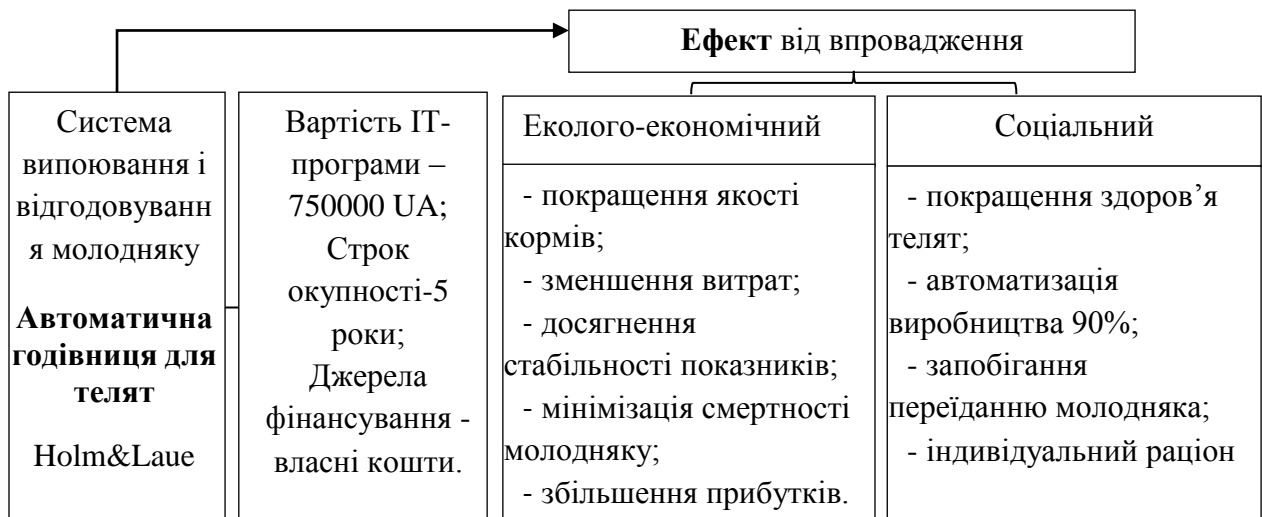 Ефект від впровадження
Система
випоювання і
відгодовуванн
я молодняку
Автоматична
годівниця для
телят
Holm&Laue
Вартість ІТ-
програми –
750000 UA;
Строк
окупності-5
роки;
Джерела
фінансування -
власні кошти.
Еколого-економічний
- покращення якості
кормів;
- зменшення витрат;
- досягнення
стабільності показників;
- мінімізація смертності
молодняку;
- збільшення прибутків.
Соціальний
- покращення здоров’я
телят;
- автоматизація
виробництва 90%;
- запобігання
переїданню молодняка;
- індивідуальний раціон